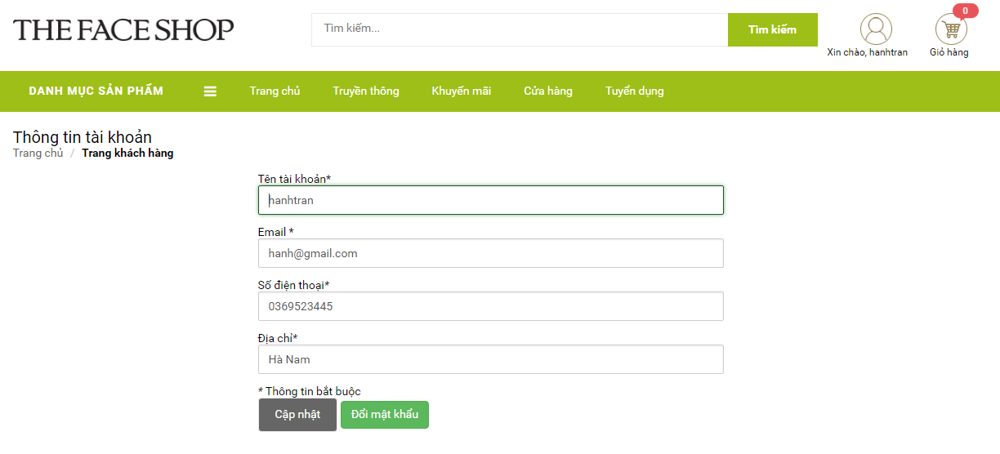 THE FACE SHOP
Tìm kiếm...
Tìm kiếm
0
Xin chào, hanhtran
Giỏ hàng
DANH MỤC SẢN PHẨM
Trang chủ
Truyền thông
Khuyến mãi
Cửa hàng
Tuyển dụng
Thông tin tài khoản
Trang chủ / Trang khách hàng
Tên tài khoản*
hanhtran
Email *
hanh@gmail.com
Số điện thoại*
0369523445
Địa chỉ*
Hà Nam
* Thông tin bắt buộc
Cập nhật
Đổi mật khẩu